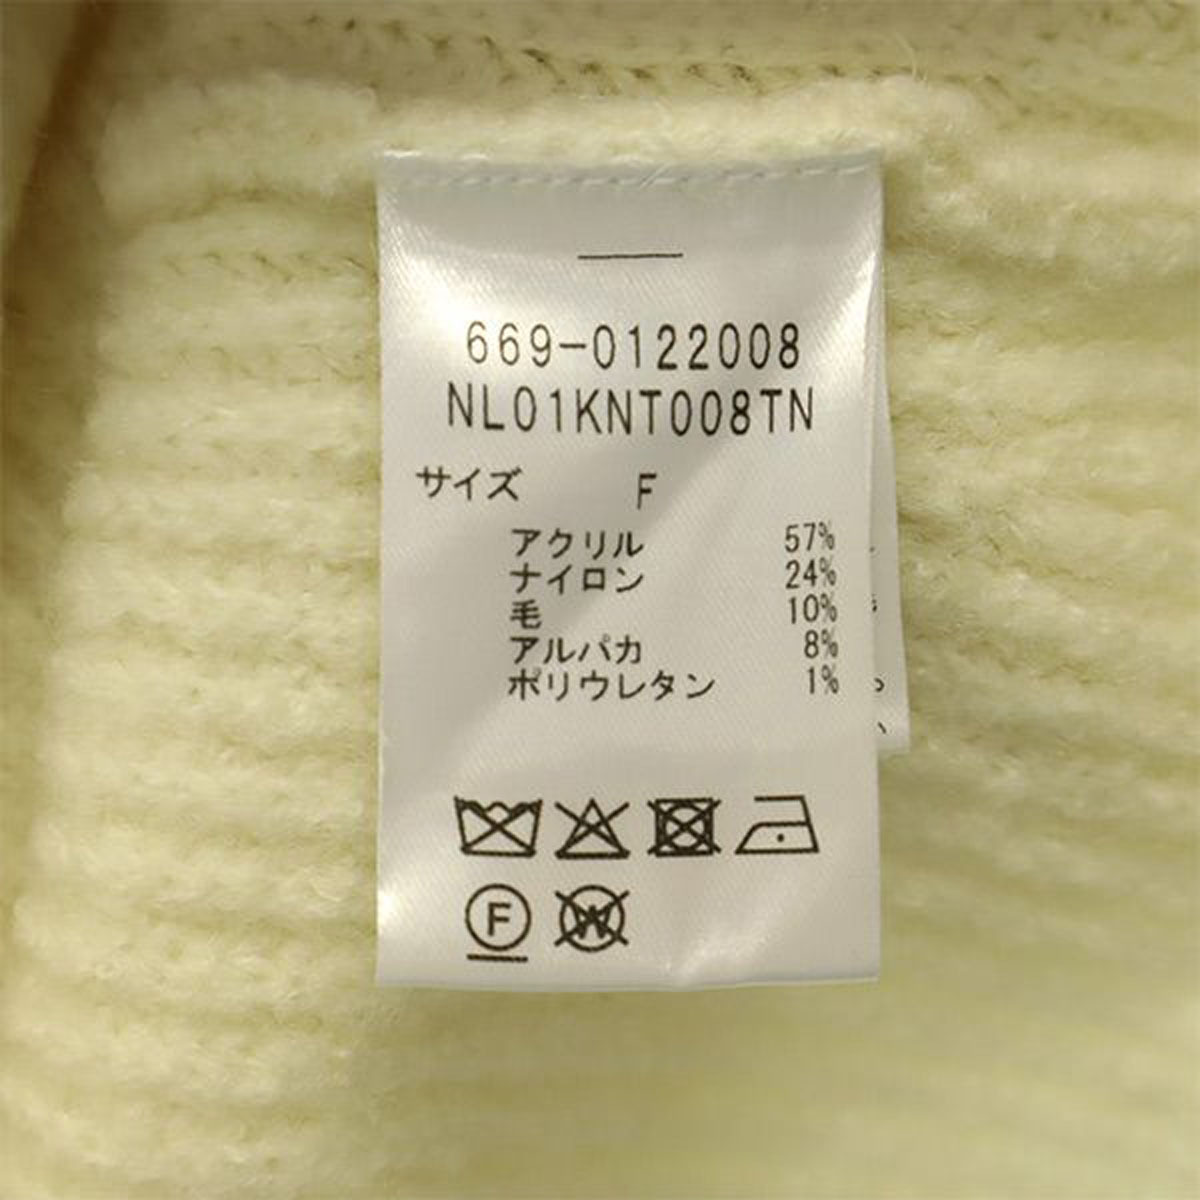 669-0122008
NL01KNT008TN
サイズ F
アクリル 57%
ナイロン 24%
毛 10%
アルパカ 8%
ポリウレタン 1%
F
W